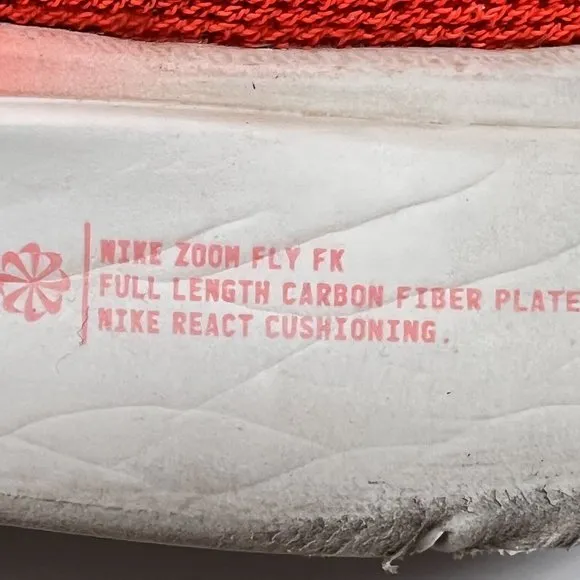 NIKE ZOOM FLY FK
FULL LENGTH CARBON FIBER PLATE
NIKE REACT CUSHIONING.